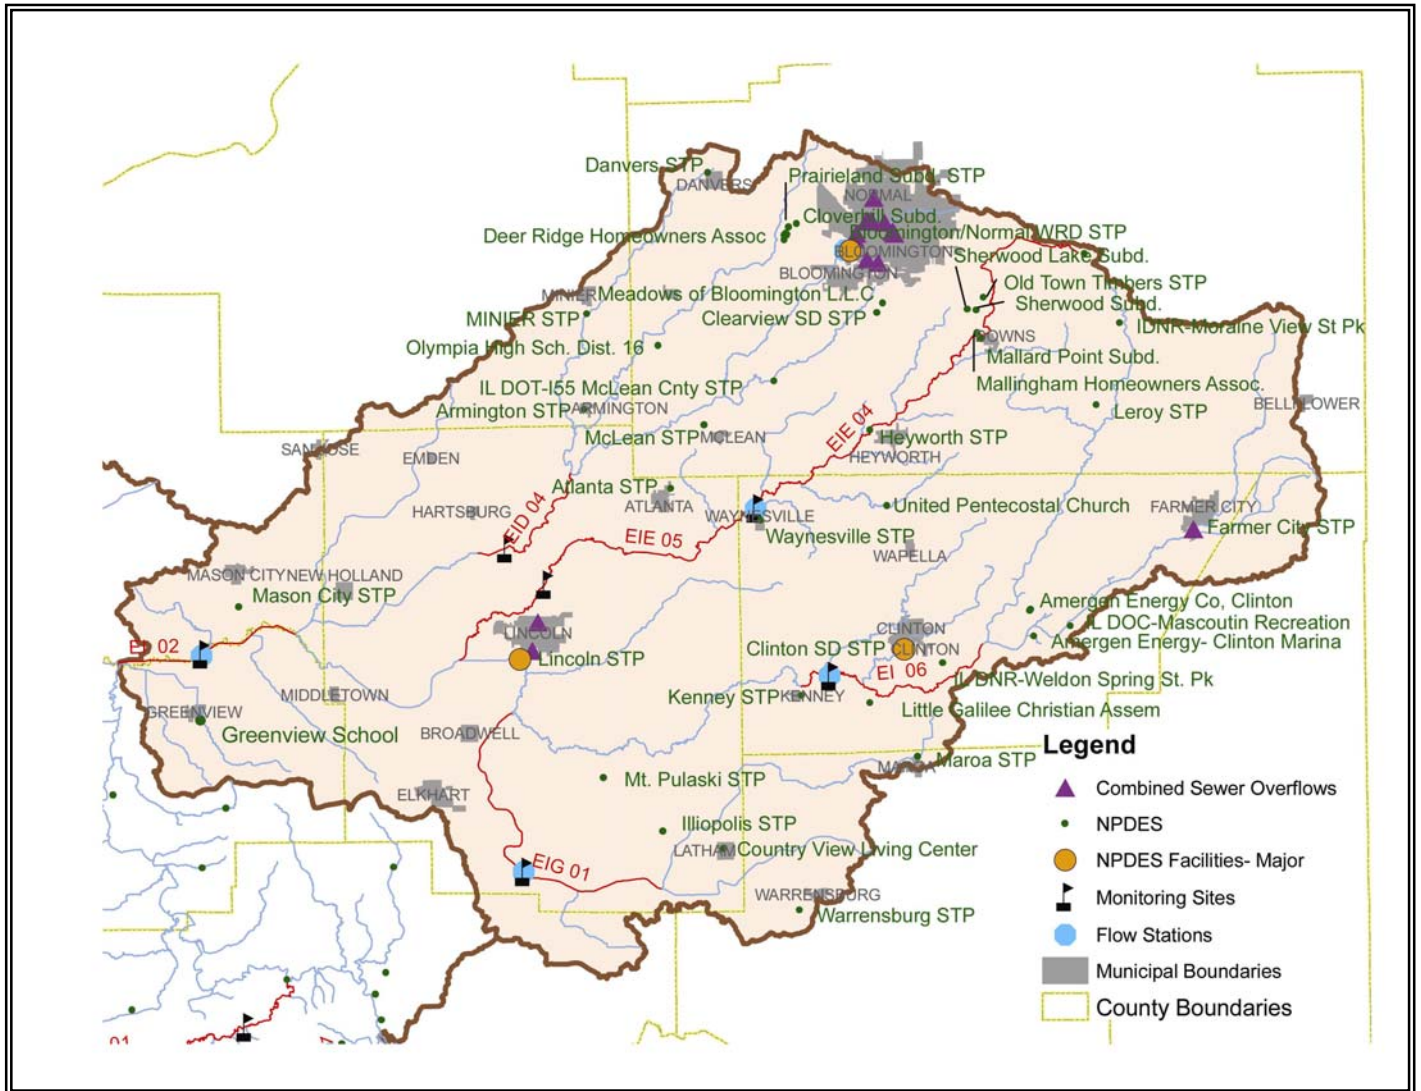 Danvers STP
DANVERS
Prairieland Subd. STP
NORMAL
Cloverhill Subd.
Deer Ridge Homeowners Assoc
Bloomington/Normal WRD STP
BLOOMINGTON
Sherwood Lake Subd.
BLOOMINGTON
Old Town Timbers STP
MINIER
Meadows of Bloomington L.L.C
Sherwood Subd.
MINIER STP
Clearview SD STP
IDNR-Moraine View St Pk
DOWNS
Olympia High Sch. Dist. 16
Mallard Point Subd.
IL DOT-I55 McLean Cnty STP
Mallingham Homeowners Assoc.
Armington STP
ARMINGTON
Leroy STP
BELLFLOWER
EIE 04
McLean STP
MCLEAN
Heyworth STP
SAN JOSE
EMDEN
HEYWORTH
Atlanta STP
ATLANTA
HARTSBURG
EID 04
WAYNESVILLE
United Pentecostal Church
FARMER CITY
Farmer City STP
EIE 05
Waynesville STP
WAPELLA
MASON CITY
NEW HOLLAND
Mason City STP
Amergen Energy Co, Clinton
IL DOC-Mascoutin Recreation
LINCOLN
CLINTON
Amergen Energy- Clinton Marina
EI 02
Clinton SD STP
CLINTON
Lincoln STP
EI 06
IL DNR-Weldon Spring St. Pk
MIDDLETOWN
Kenney STP
KENNEY
GREENVIEW
Little Galilee Christian Assem
Greenview School
BROADWELL
Maroa STP
MAROA
Mt. Pulaski STP
ELKHART
Illiopolis STP
LATHAM
Country View Living Center
EIG 01
WARRENSBURG
Warrensburg STP
01
Legend
Combined Sewer Overflows
NPDES
NPDES Facilities- Major
Monitoring Sites
Flow Stations
Municipal Boundaries
County Boundaries